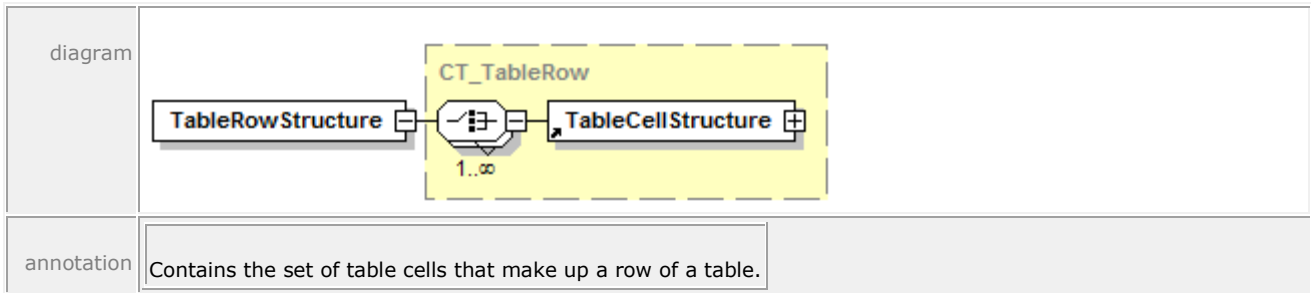 diagram
CT_TableRow
TableRowStructure
TableCellStructure
1..∞
annotation
Contains the set of table cells that make up a row of a table.